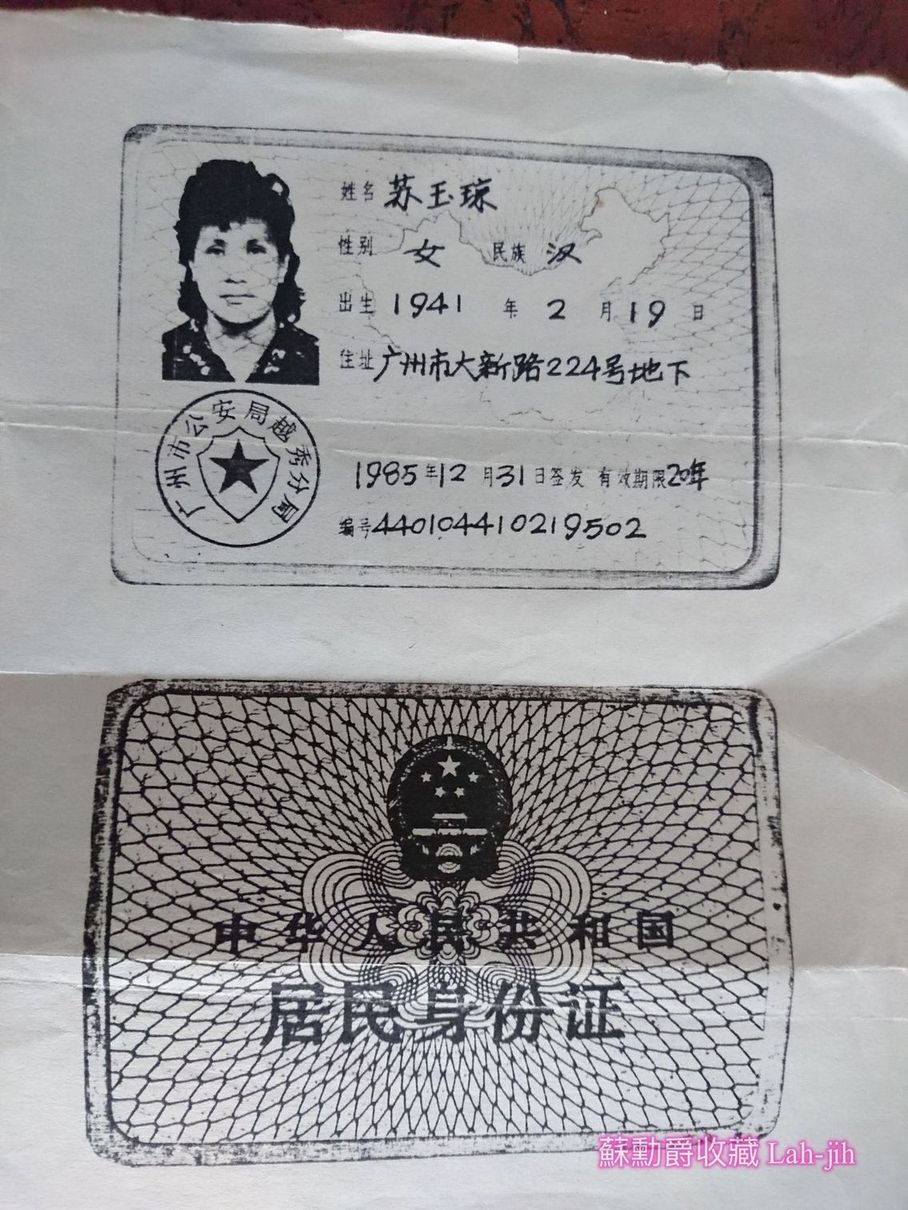 姓名 苏玉琼
性别 女 民族 汉
出生 1941 年 2 月 19 日
住址 广州市大新路224号地下
广州市公安局越秀分局
1985年12月31日签发 有效期限20年
编号 440104410219502
中华人民共和国
居民身份证
蘇勳爵收藏 Lah-jih